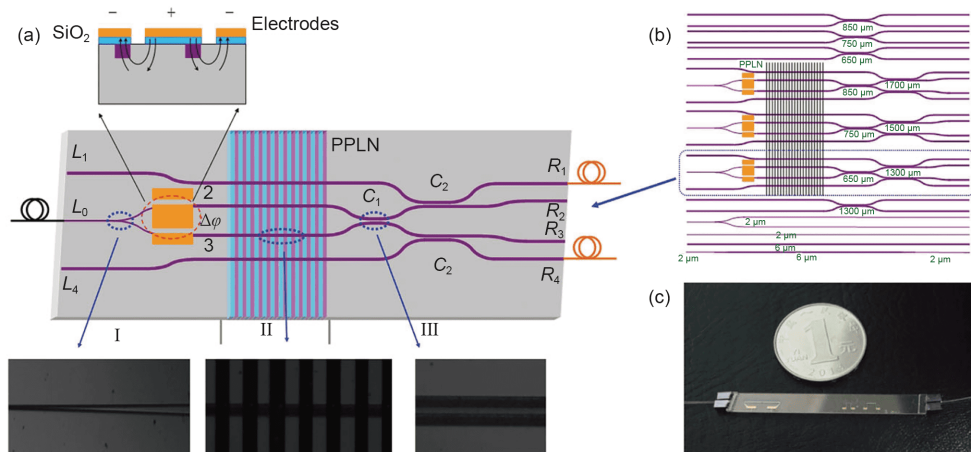 (a)
SiO2
− + −
Electrodes
PPLN
L1
L0
L4
2
Δφ
3
C1
C2
C2
R1
R2
R3
R4
I
II
III
(b)
850 μm
750 μm
650 μm
PPLN
1700 μm
850 μm
1500 μm
750 μm
1300 μm
650 μm
1300 μm
2 μm
2 μm
6 μm
2 μm
6 μm
2 μm
(c)
1
元